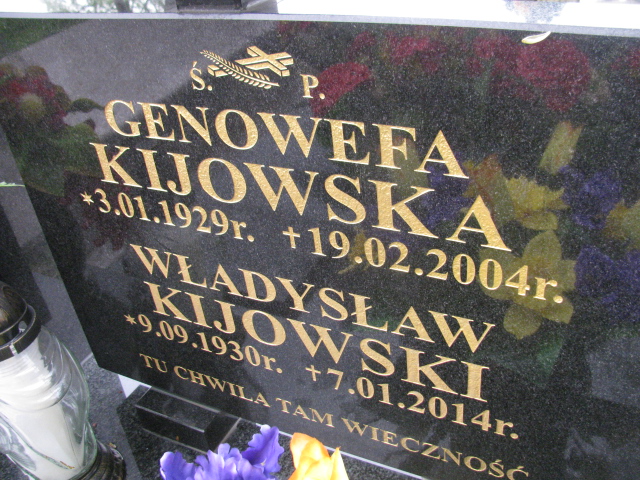 Ś. P.
GENOWEFA
KIJOWSKA
*3.01.1929r. †19.02.2004r.
WŁADYSŁAW
KIJOWSKI
*9.09.1930r. †7.01.2014r.
TU CHWILA TAM WIECZNOŚĆ